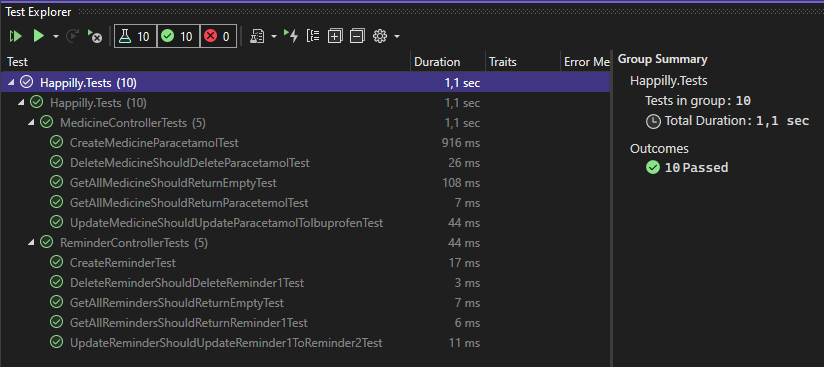 Test Explorer
10 10 0
Test Duration Traits Error Me
Happilly.Tests (10) 1,1 sec
Happilly.Tests (10) 1,1 sec
MedicineControllerTests (5) 1,1 sec
CreateMedicineParacetamolTest 916 ms
DeleteMedicineShouldDeleteParacetamolTest 26 ms
GetAllMedicineShouldReturnEmptyTest 108 ms
GetAllMedicineShouldReturnParacetemolTest 7 ms
UpdateMedicineShouldUpdateParacetamolToIbuprofenTest 44 ms
ReminderControllerTests (5) 44 ms
CreateReminderTest 17 ms
DeleteReminderShouldDeleteReminder1Test 3 ms
GetAllRemindersShouldReturnEmptyTest 7 ms
GetAllRemindersShouldReturnReminder1Test 6 ms
UpdateReminderShouldUpdateReminder1ToReminder2Test 11 ms
Group Summary
Happilly.Tests
Tests in group: 10
Total Duration: 1,1 sec
Outcomes
10 Passed